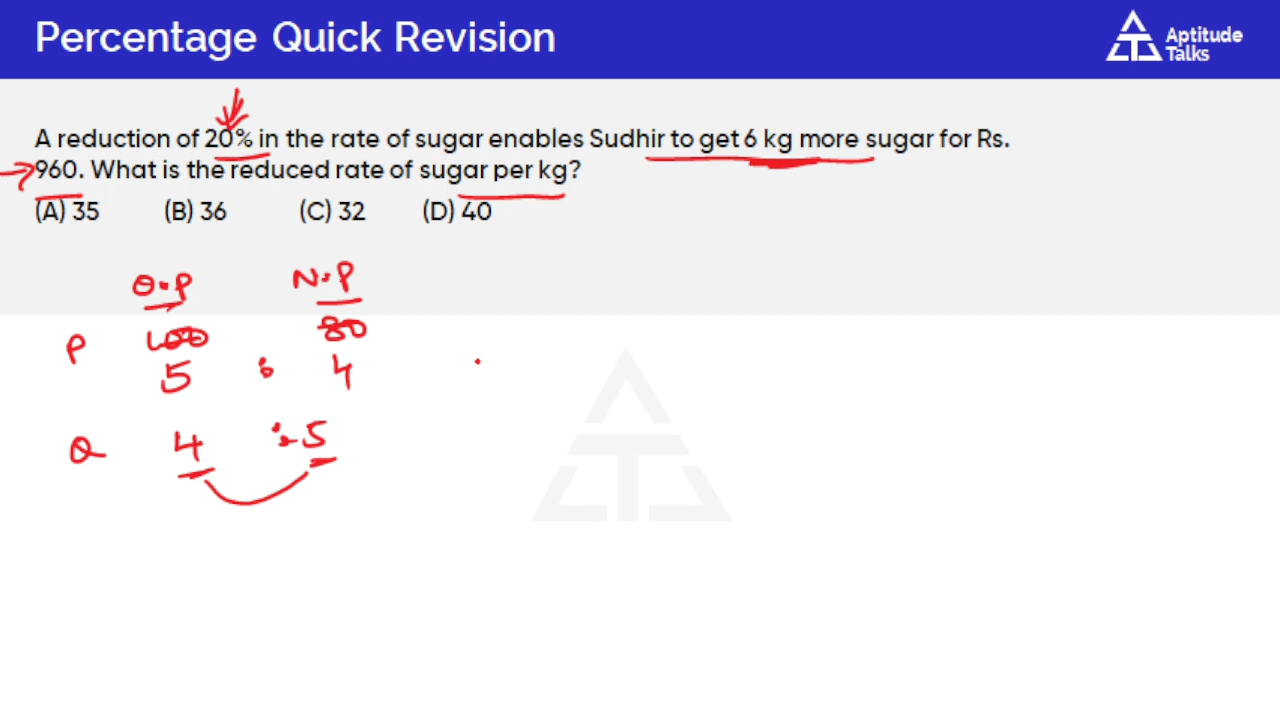 Percentage Quick Revision
Aptitude
Talks
A reduction of 20% in the rate of sugar enables Sudhir to get 6 kg more sugar for Rs.
960. What is the reduced rate of sugar per kg?
(A) 35 (B) 36 (C) 32 (D) 40
O.P N.P
P 100 80
5 : 4
Q 4 : 5